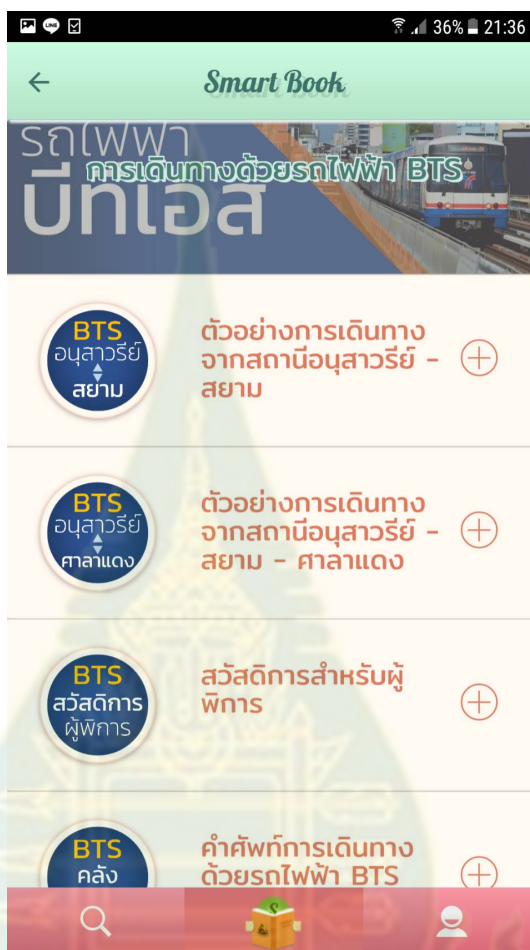 36% 21:36
Smart Book
รถไฟฟ้า
บีทีเอส
การเดินทางด้วยรถไฟฟ้า BTS
BTS
อนุสาวรีย์
สยาม
ตัวอย่างการเดินทาง
จากสถานีอนุสาวรีย์ -
สยาม
BTS
อนุสาวรีย์
ศาลาแดง
ตัวอย่างการเดินทาง
จากสถานีอนุสาวรีย์ -
สยาม - ศาลาแดง
BTS
สวัสดิการ
ผู้พิการ
สวัสดิการสำหรับผู้
พิการ
BTS
คลัง
คำศัพท์การเดินทาง
ด้วยรถไฟฟ้า BTS